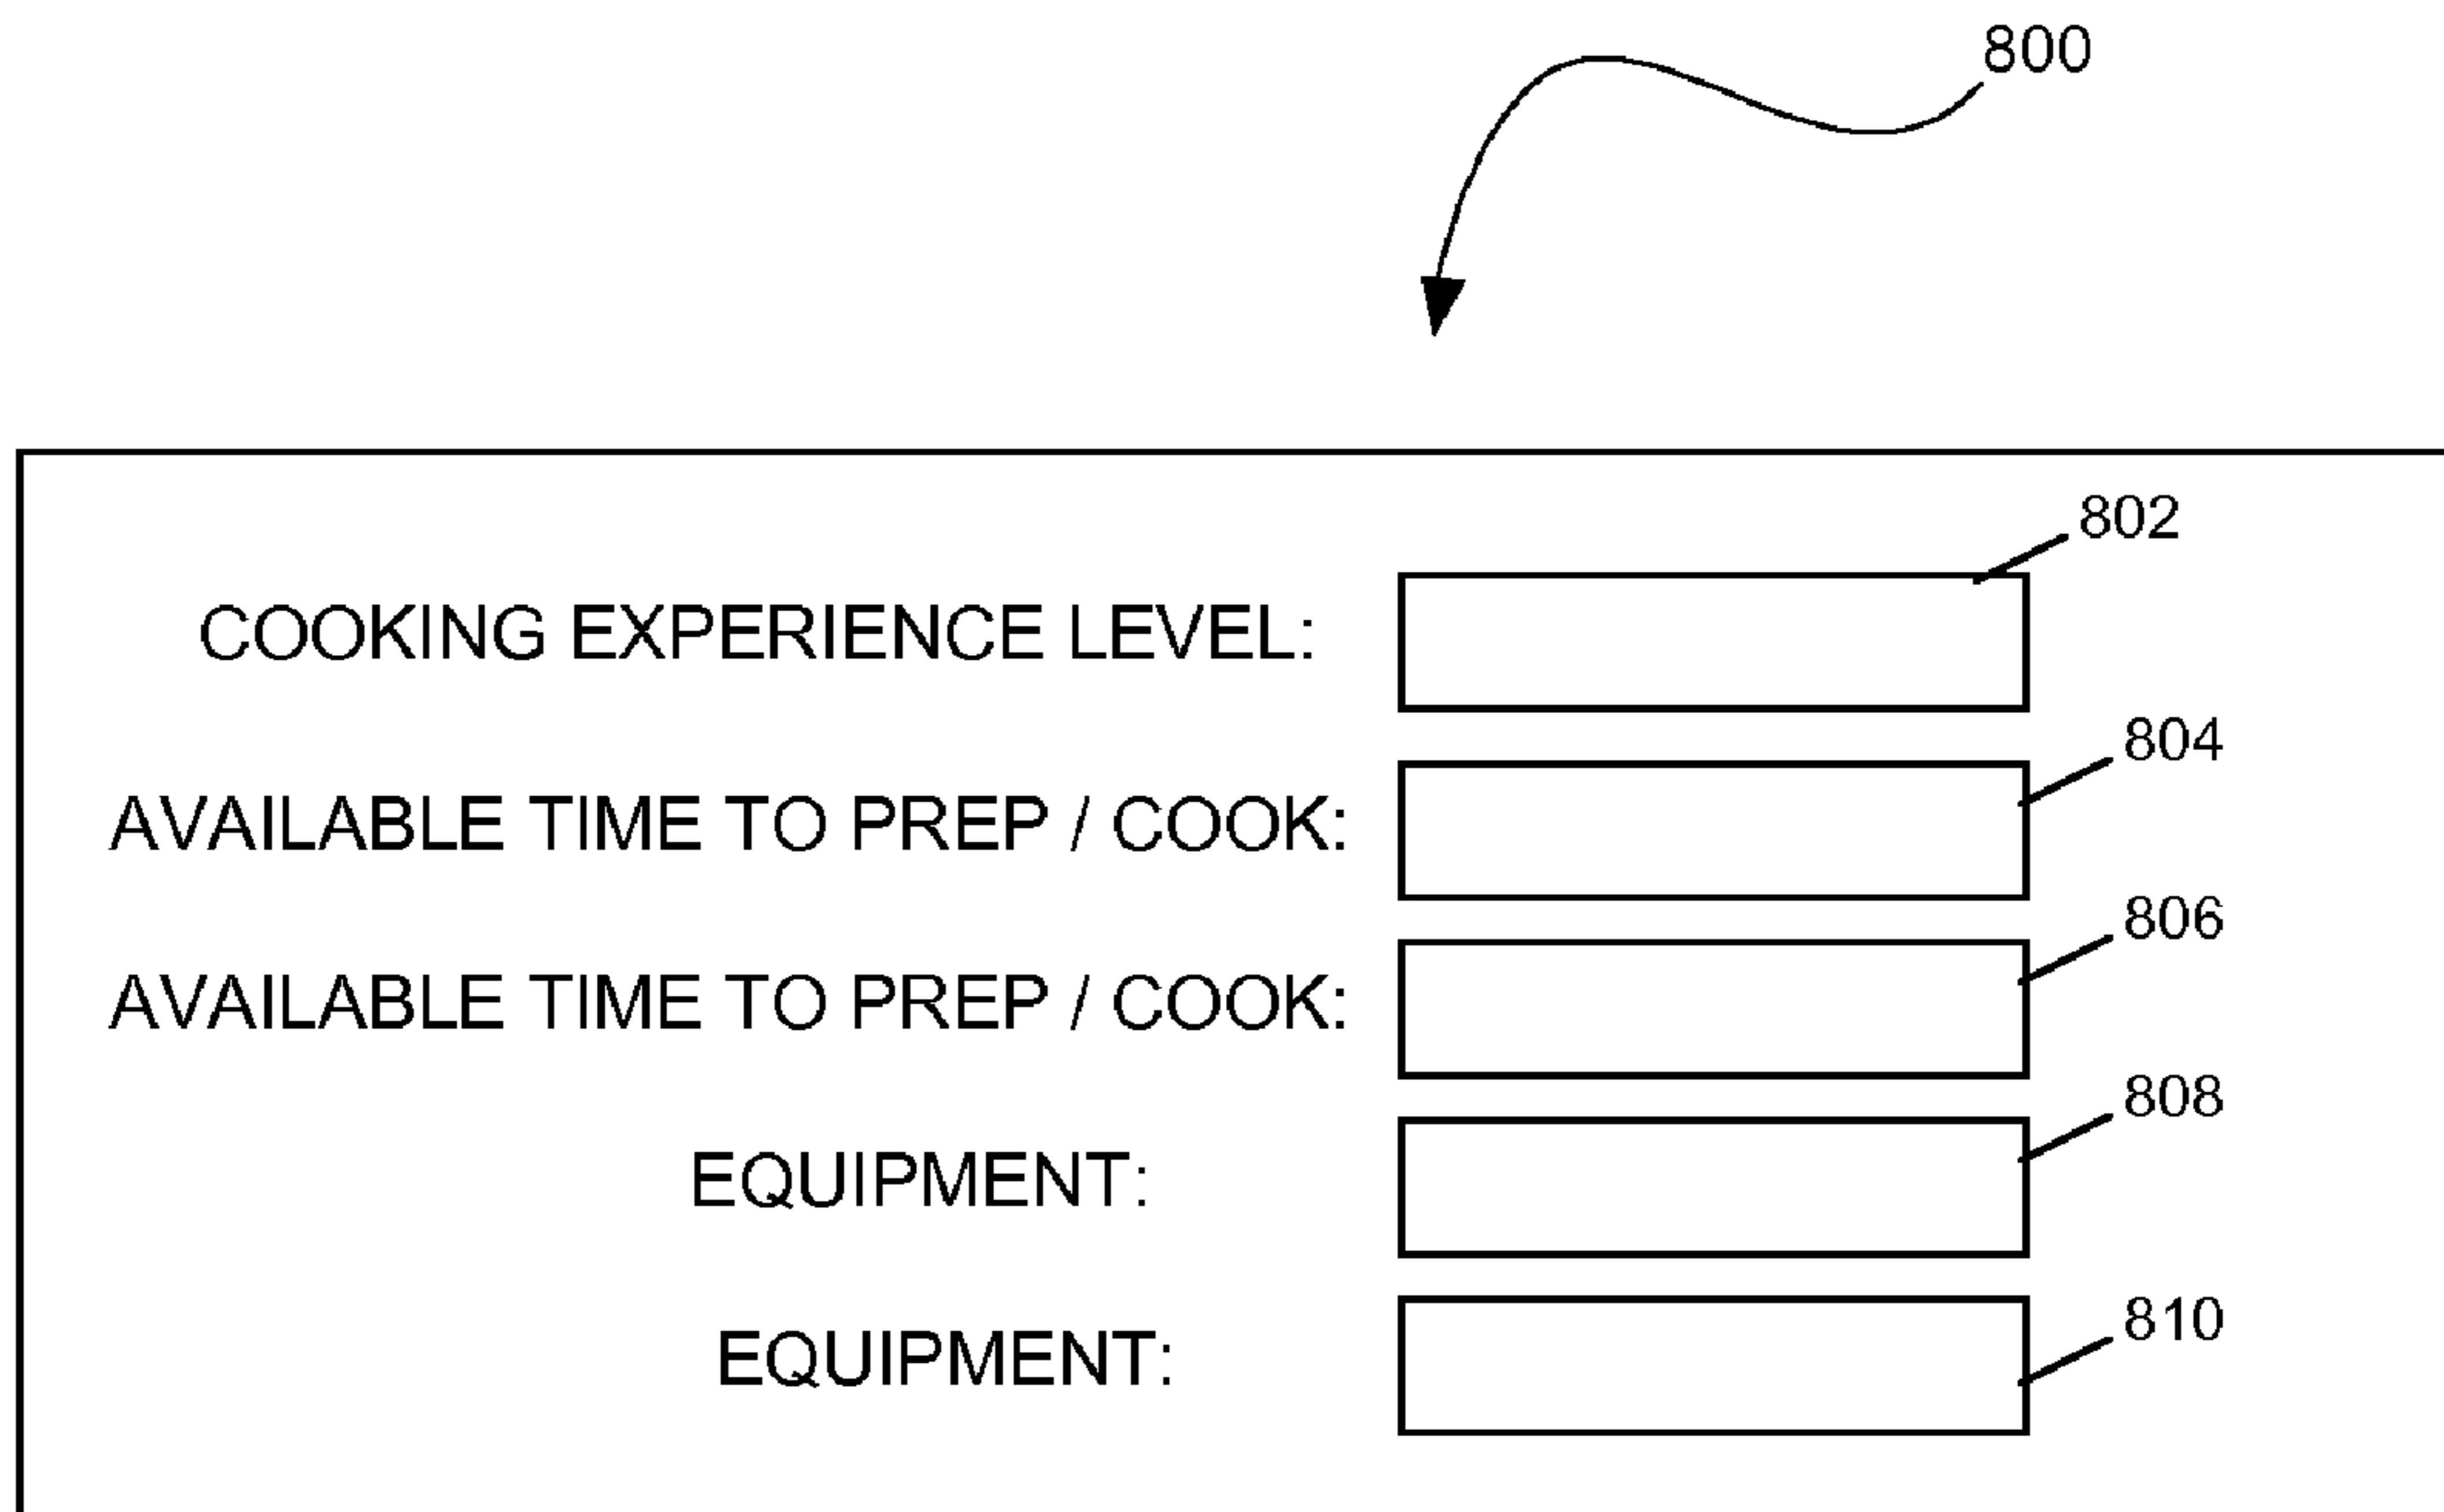 800
802
COOKING EXPERIENCE LEVEL:
804
AVAILABLE TIME TO PREP / COOK:
806
AVAILABLE TIME TO PREP / COOK:
808
EQUIPMENT:
810
EQUIPMENT: